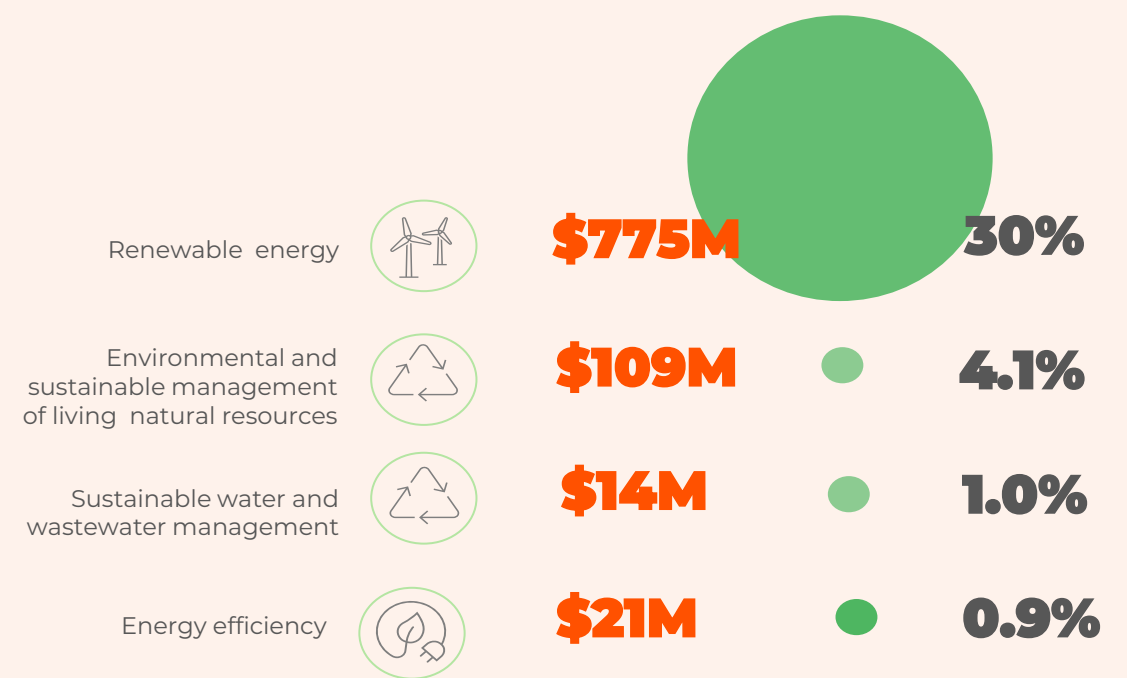 Renewable  energy
$775M
30%
Environmental and
sustainable management
of living  natural resources
$109M
4.1%
Sustainable water and
wastewater management
$14M
1.0%
Energy efficiency
$21M
0.9%